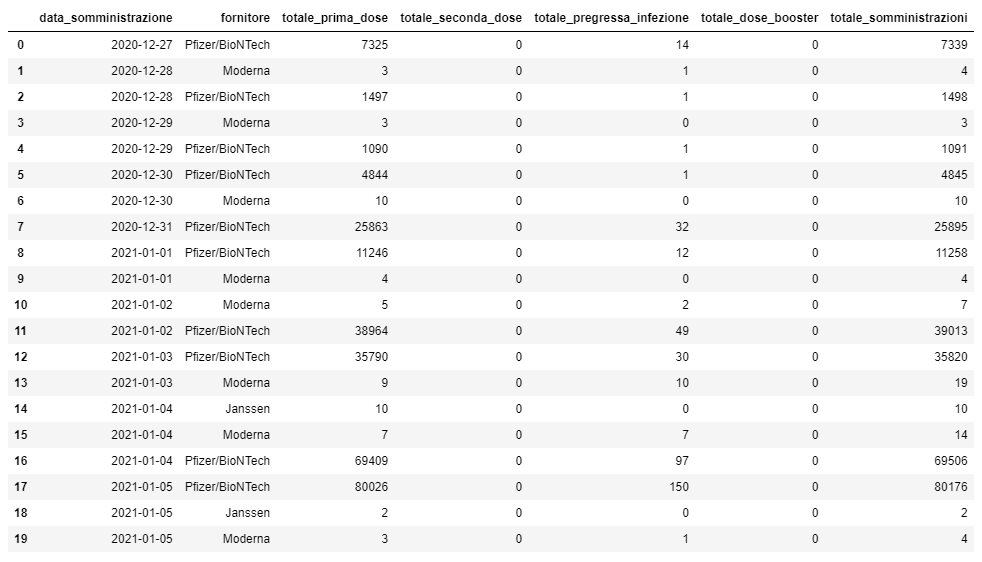 data_somministrazione fornitore totale_prima_dose totale_seconda_dose totale_pregressa_infezione totale_dose_booster totale_somministrazioni
0 2020-12-27 Pfizer/BioNTech 7325 0 14 0 7339
1 2020-12-28 Moderna 3 0 1 0 4
2 2020-12-28 Pfizer/BioNTech 1497 0 1 0 1498
3 2020-12-29 Moderna 3 0 0 0 3
4 2020-12-29 Pfizer/BioNTech 1090 0 1 0 1091
5 2020-12-30 Pfizer/BioNTech 4844 0 1 0 4845
6 2020-12-30 Moderna 10 0 0 0 10
7 2020-12-31 Pfizer/BioNTech 25863 0 32 0 25895
8 2021-01-01 Pfizer/BioNTech 11246 0 12 0 11258
9 2021-01-01 Moderna 4 0 0 0 4
10 2021-01-02 Moderna 5 0 2 0 7
11 2021-01-02 Pfizer/BioNTech 38964 0 49 0 39013
12 2021-01-03 Pfizer/BioNTech 35790 0 30 0 35820
13 2021-01-03 Moderna 9 0 10 0 19
14 2021-01-04 Janssen 10 0 0 0 10
15 2021-01-04 Moderna 7 0 7 0 14
16 2021-01-04 Pfizer/BioNTech 69409 0 97 0 69506
17 2021-01-05 Pfizer/BioNTech 80026 0 150 0 80176
18 2021-01-05 Janssen 2 0 0 0 2
19 2021-01-05 Moderna 3 0 1 0 4